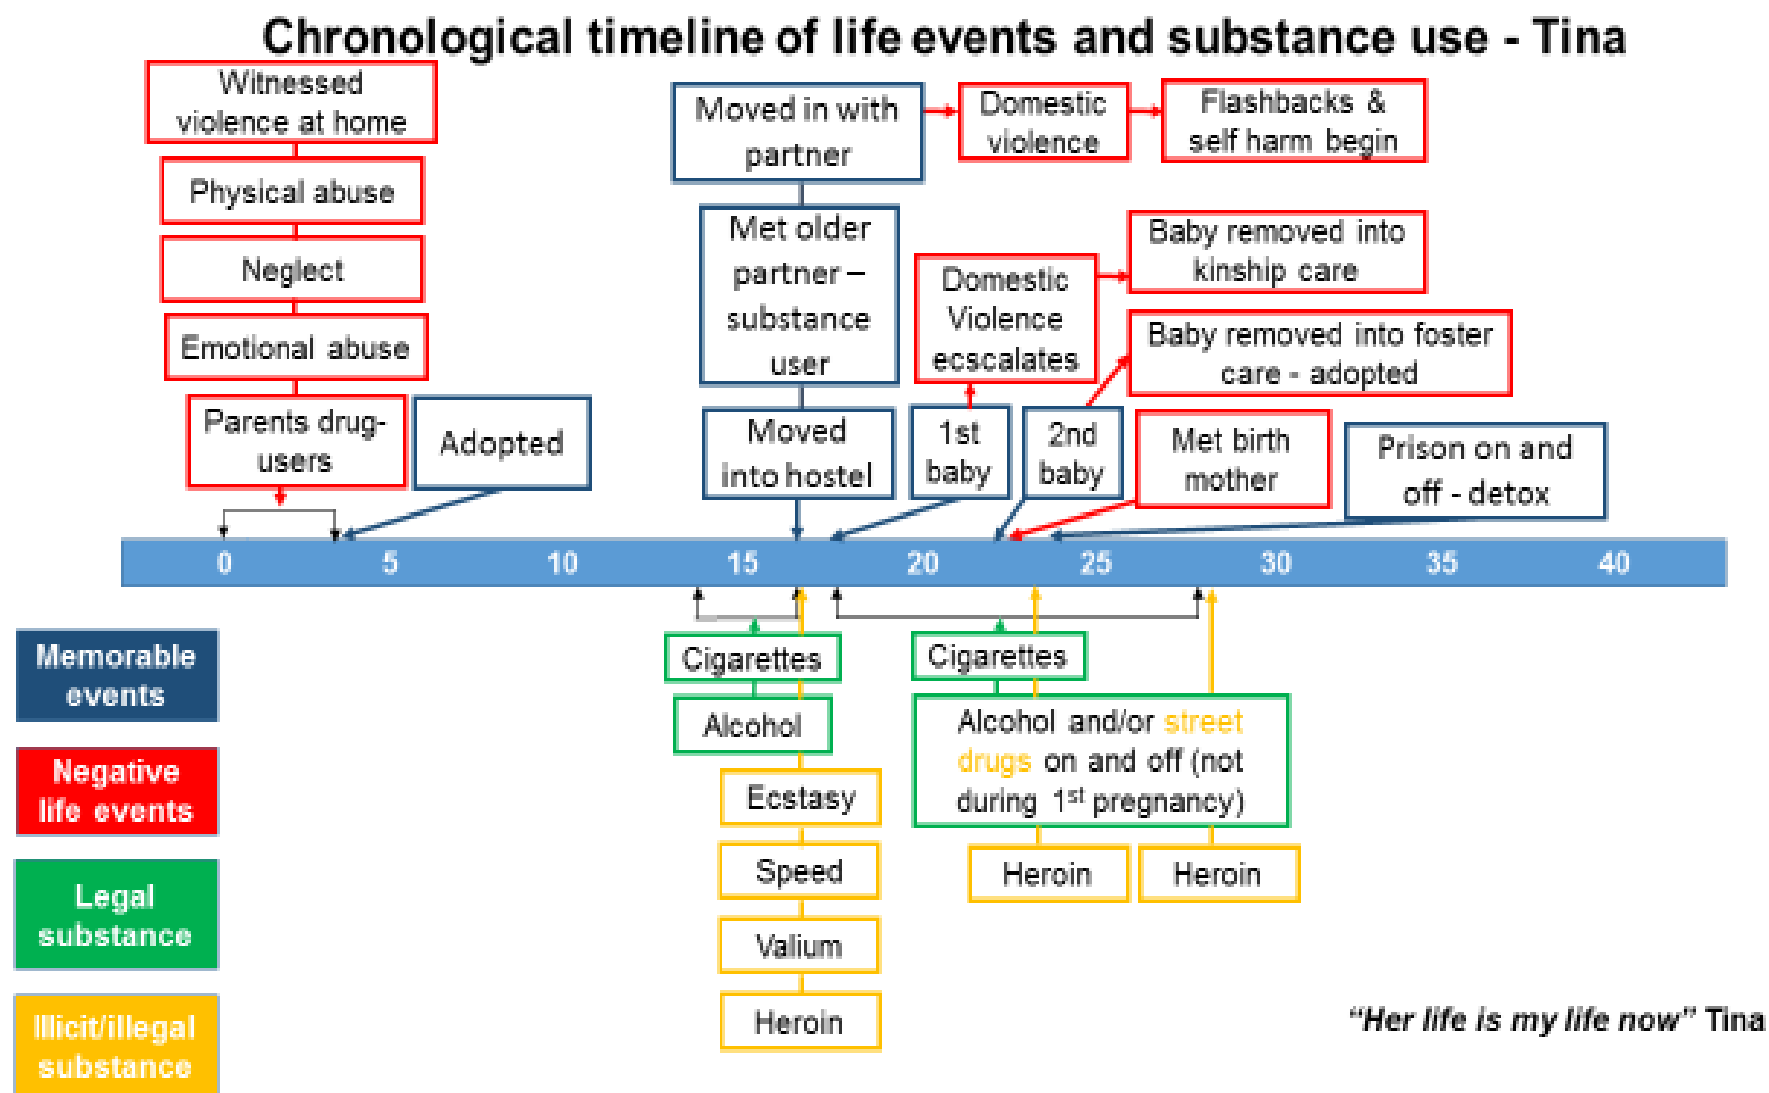 Chronological timeline of life events and substance use - Tina
Witnessed
violence at home
Physical abuse
Neglect
Emotional abuse
Parents drug-
users
Adopted
Moved in with
partner
Domestic
violence
Flashbacks &
self harm begin
Met older
partner –
substance
user
Moved
into hostel
Domestic
Violence
ecscalates
Baby removed into
kinship care
Baby removed into foster
care - adopted
1st
baby
2nd
baby
Met birth
mother
Prison on and
off - detox
0 5 10 15 20 25 30 35 40
Cigarettes
Alcohol
Ecstasy
Speed
Valium
Heroin
Cigarettes
Alcohol and/or street
drugs on and off (not
during 1st pregnancy)
Heroin
Heroin
Memorable
events
Negative
life events
Legal
substance
Illicit/illegal
substance
“Her life is my life now” Tina